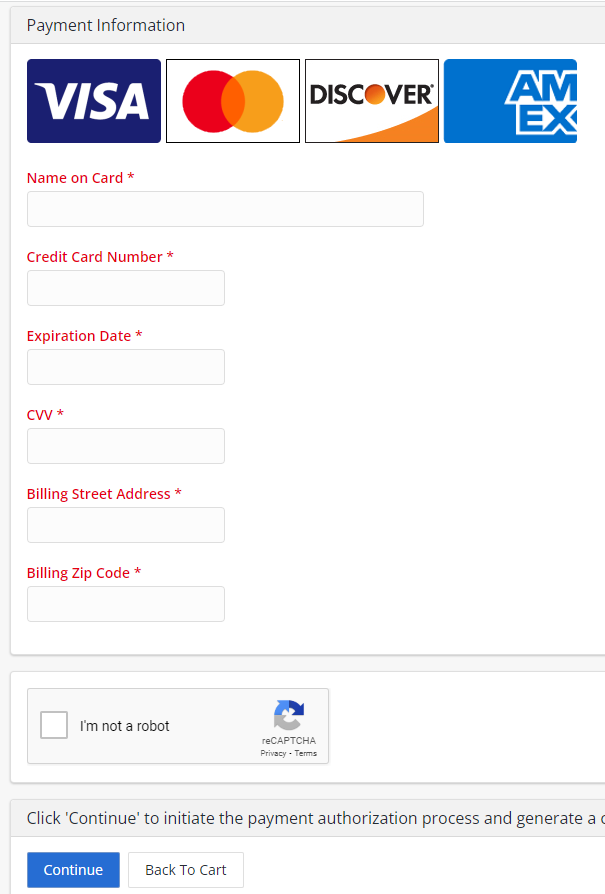 Payment Information
VISA DISCOVER AM
EX
Name on Card *
Credit Card Number *
Expiration Date *
CVV *
Billing Street Address *
Billing Zip Code *
I'm not a robot
reCAPTCHA
Privacy - Terms
Click 'Continue' to initiate the payment authorization process and generate a
Continue Back To Cart